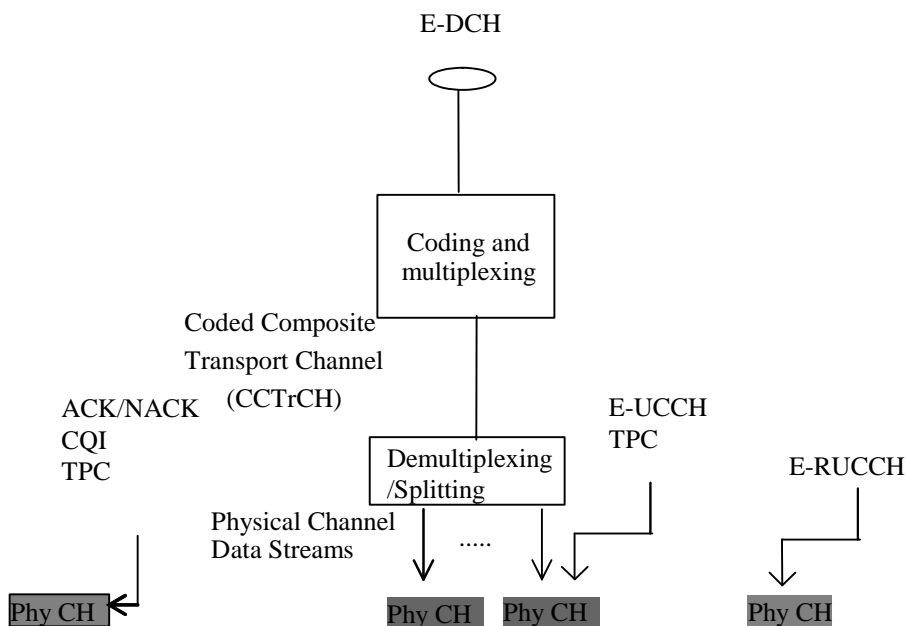 E-DCH
Coding and
multiplexing
Coded Composite
Transport Channel
(CCTrCH)
ACK/NACK
CQI
TPC
E-UCCH
TPC
Demultiplexing
/Splitting
E-RUCCH
Physical Channel
Data Streams
.....
Phy CH
Phy CH
Phy CH
Phy CH